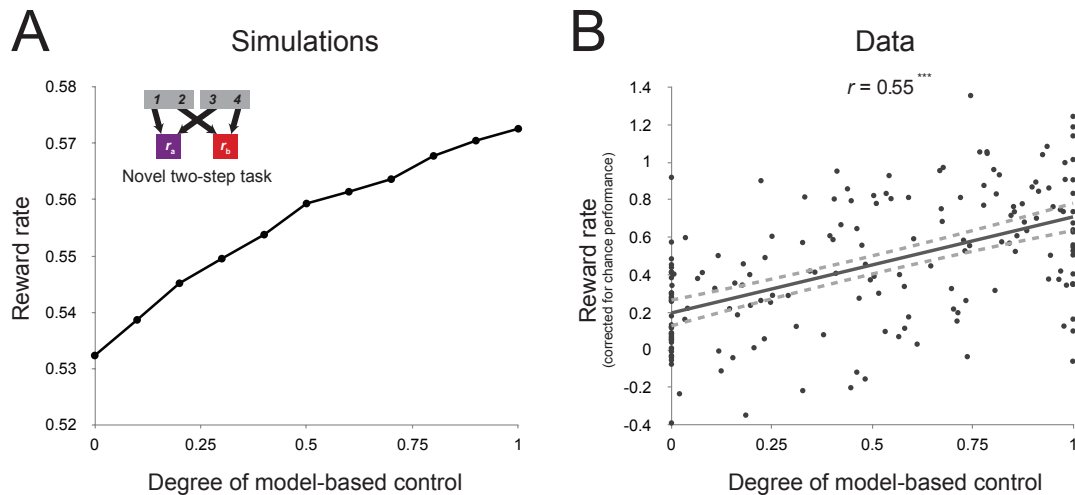 A
Simulations
0.58
0.57
0.56
0.55
0.54
0.53
0.52
Reward rate
1 2 3 4
ra rb
Novel two-step task
0 0.25 0.5 0.75 1
Degree of model-based control
B
Data
r = 0.55 ***
1.4
1.2
1
0.8
0.6
0.4
0.2
0
-0.2
-0.4
Reward rate
(corrected for chance performance)
0 0.25 0.5 0.75 1
Degree of model-based control